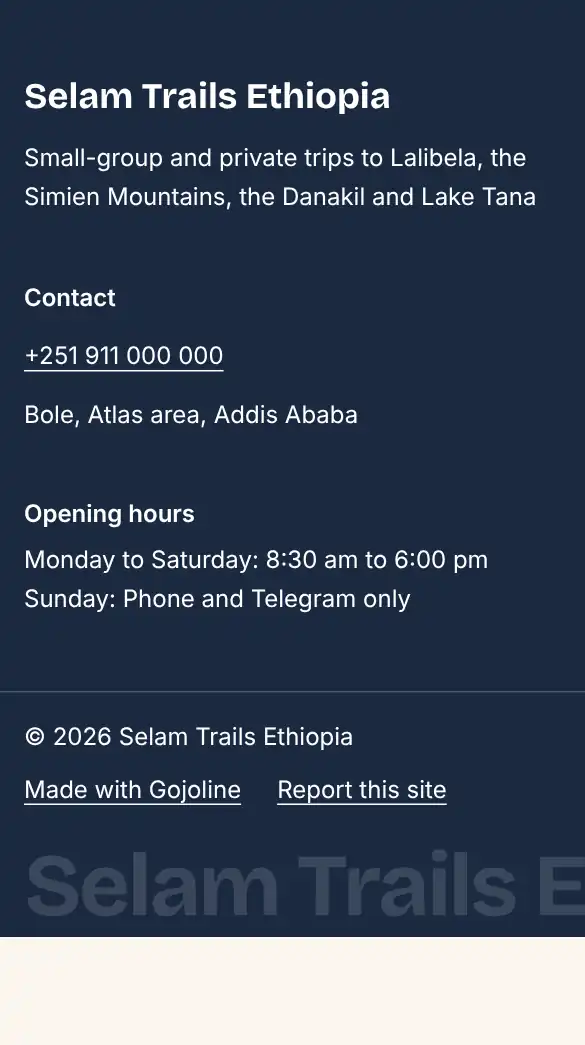 Selam Trails Ethiopia
Small-group and private trips to Lalibela, the
Simien Mountains, the Danakil and Lake Tana
Contact
+251 911 000 000
Bole, Atlas area, Addis Ababa
Opening hours
Monday to Saturday: 8:30 am to 6:00 pm
Sunday: Phone and Telegram only
© 2026 Selam Trails Ethiopia
Made with Gojoline Report this site
Selam Trails E